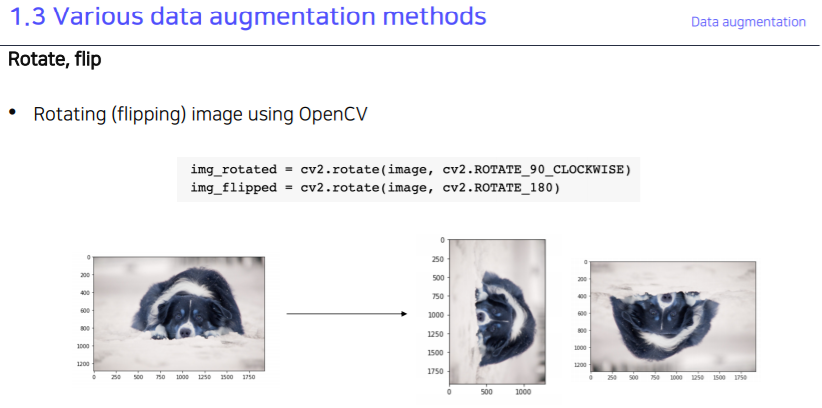 1.3 Various data augmentation methods
Data augmentation
Rotate, flip
• Rotating (flipping) image using OpenCV
img_rotated = cv2.rotate(image, cv2.ROTATE_90_CLOCKWISE)
img_flipped = cv2.rotate(image, cv2.ROTATE_180)
0
200
400
600
800
1000
1200
0 250 500 750 1000 1250 1500 1750
0
250
500
750
1000
1250
1500
1750
0 500 1000
0
200
400
600
800
1000
1200
0 250 500 750 1000 1250 1500 1750